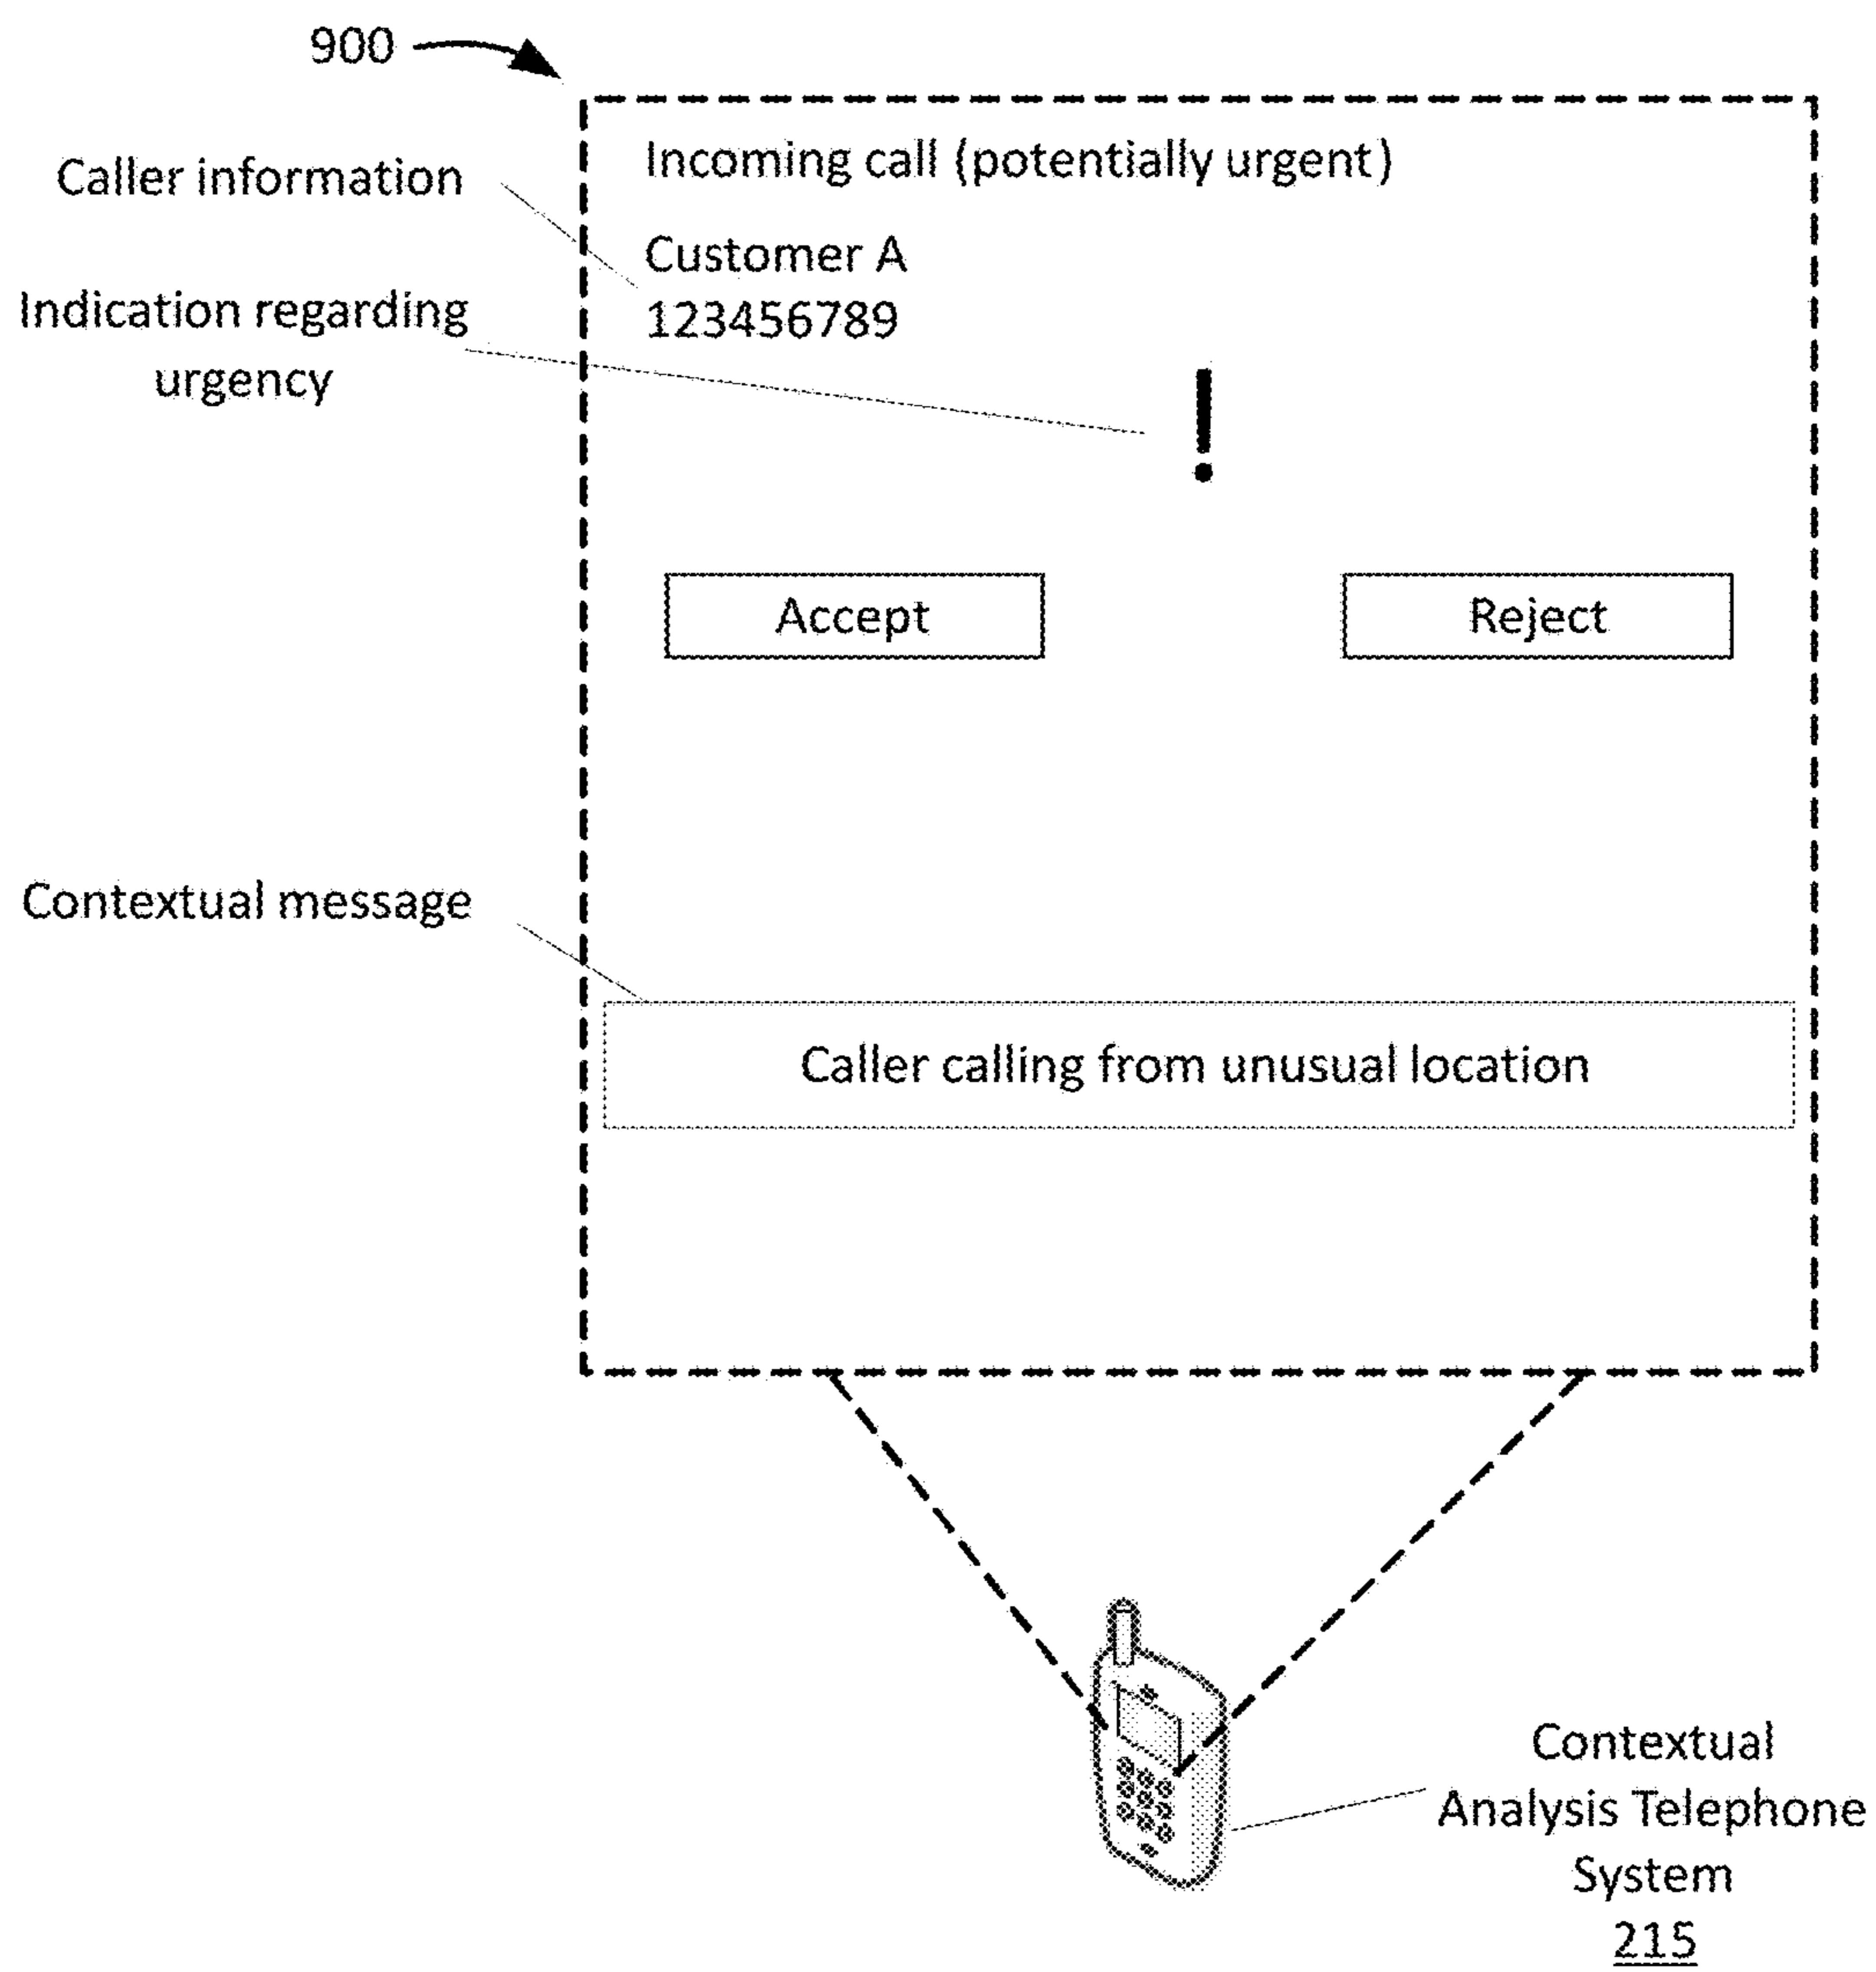 900
Incoming call (potentially urgent)
Caller information
Customer A
123456789
Indication regarding
urgency
!
Accept
Reject
Contextual message
Caller calling from unusual location
Contextual
Analysis Telephone
System
215